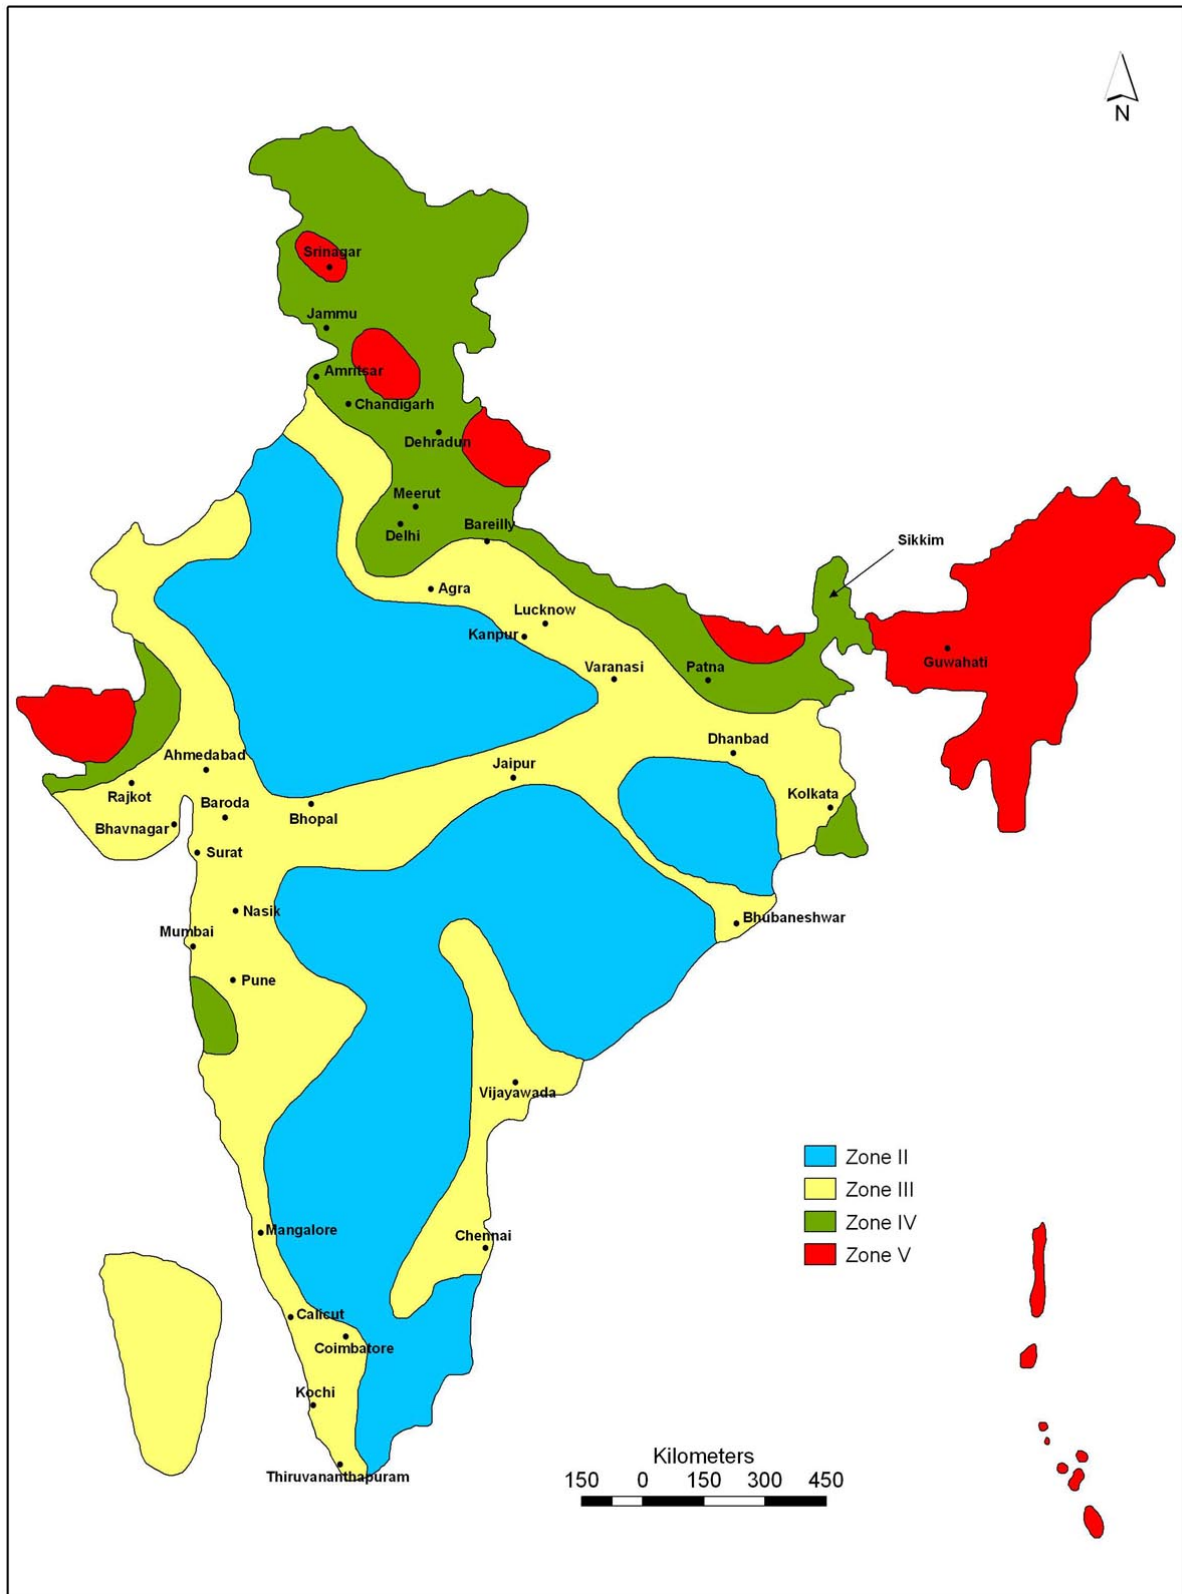 N
Srinagar
Jammu
Amritsar
Chandigarh
Dehradun
Meerut
Delhi
Bareilly
Sikkim
Agra
Lucknow
Kanpur
Varanasi
Patna
Guwahati
Dhanbad
Ahmedabad
Jaipur
Rajkot
Baroda
Bhopal
Kolkata
Bhavnagar
Surat
Nasik
Bhubaneshwar
Mumbai
Pune
Vijayawada
Zone II
Zone III
Zone IV
Zone V
Mangalore
Chennai
Calicut
Coimbatore
Kochi
Thiruvananthapuram
Kilometers
150 0 150 300 450